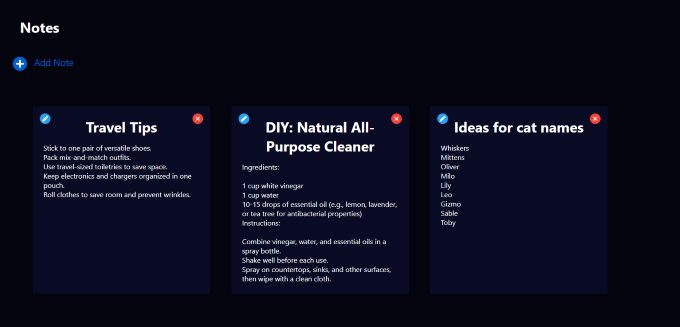 Notes
Add Note
Travel Tips
Stick to one pair of versatile shoes.
Pack mix-and-match outfits.
Use travel-sized toiletries to save space.
Keep electronics and chargers organized in one
pouch.
Roll clothes to save room and prevent wrinkles.
DIY: Natural All-
Purpose Cleaner
Ingredients:
1 cup white vinegar
1 cup water
10-15 drops of essential oil (e.g., lemon, lavender,
or tea tree for antibacterial properties)
Instructions:
Combine vinegar, water, and essential oils in a
spray bottle.
Shake well before each use.
Spray on countertops, sinks, and other surfaces,
then wipe with a clean cloth.
Ideas for cat names
Whiskers
Mittens
Oliver
Milo
Lily
Leo
Gizmo
Sable
Toby